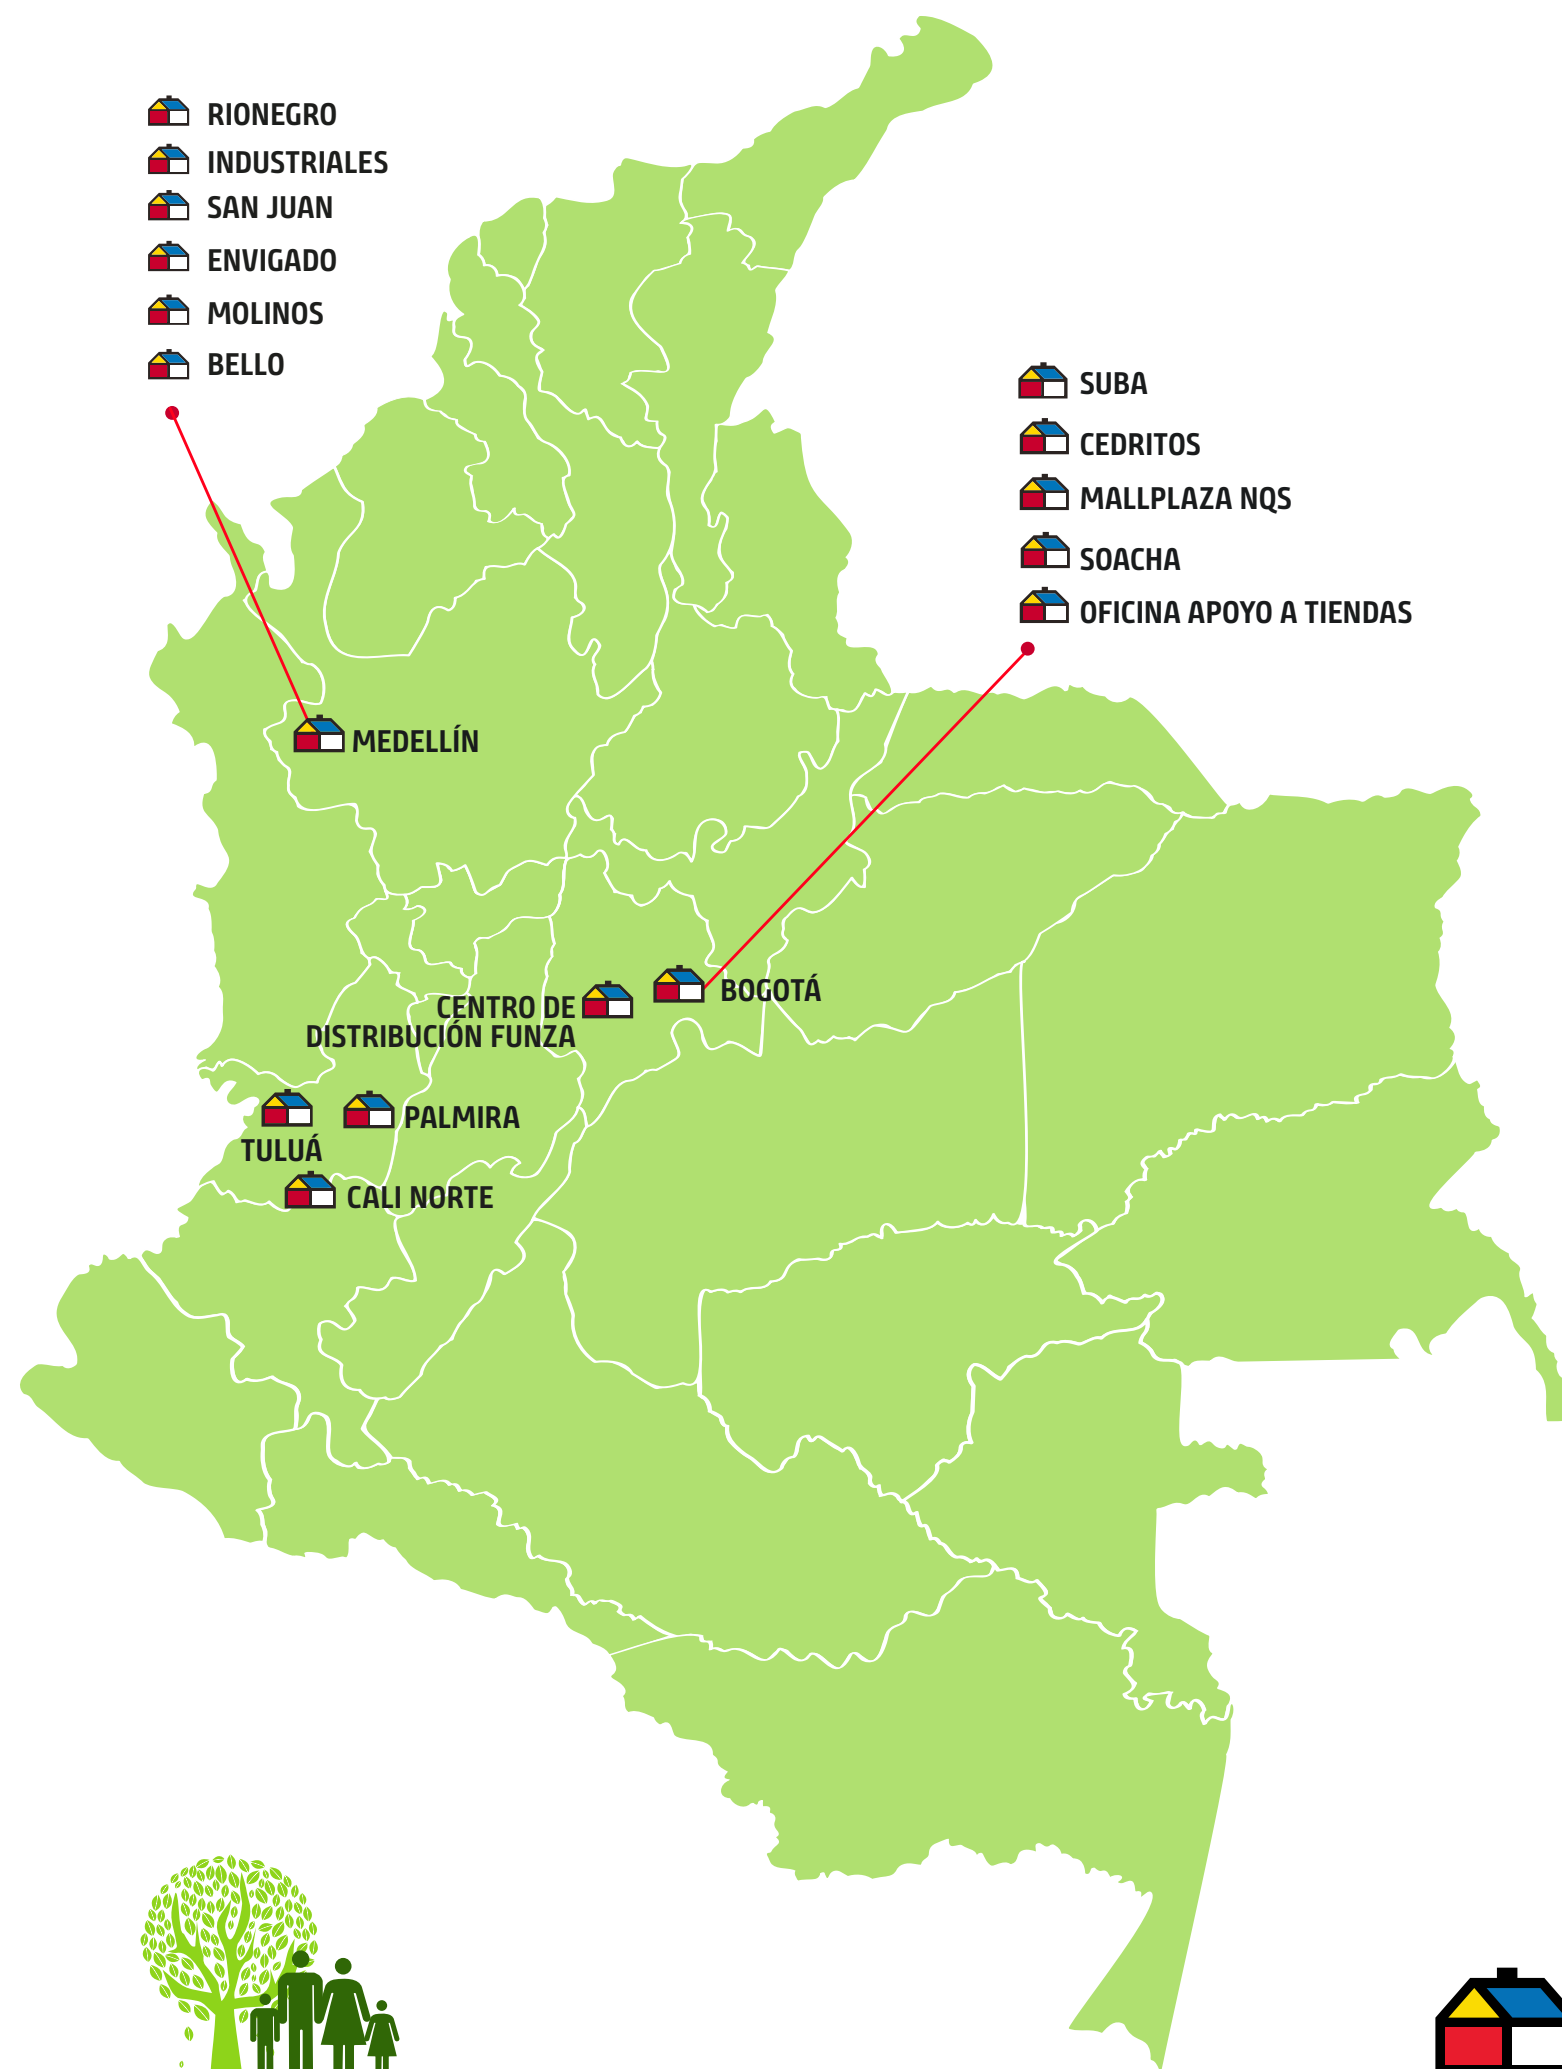 RIONEGRO
INDUSTRIALES
SAN JUAN
ENVIGADO
MOLINOS
BELLO
SUBA
CEDRITOS
MALLPLAZA NQS
SOACHA
OFICINA APOYO A TIENDAS
MEDELLÍN
BOGOTÁ
CENTRO DE
DISTRIBUCIÓN FUNZA
PALMIRA
TULUÁ
CALI NORTE